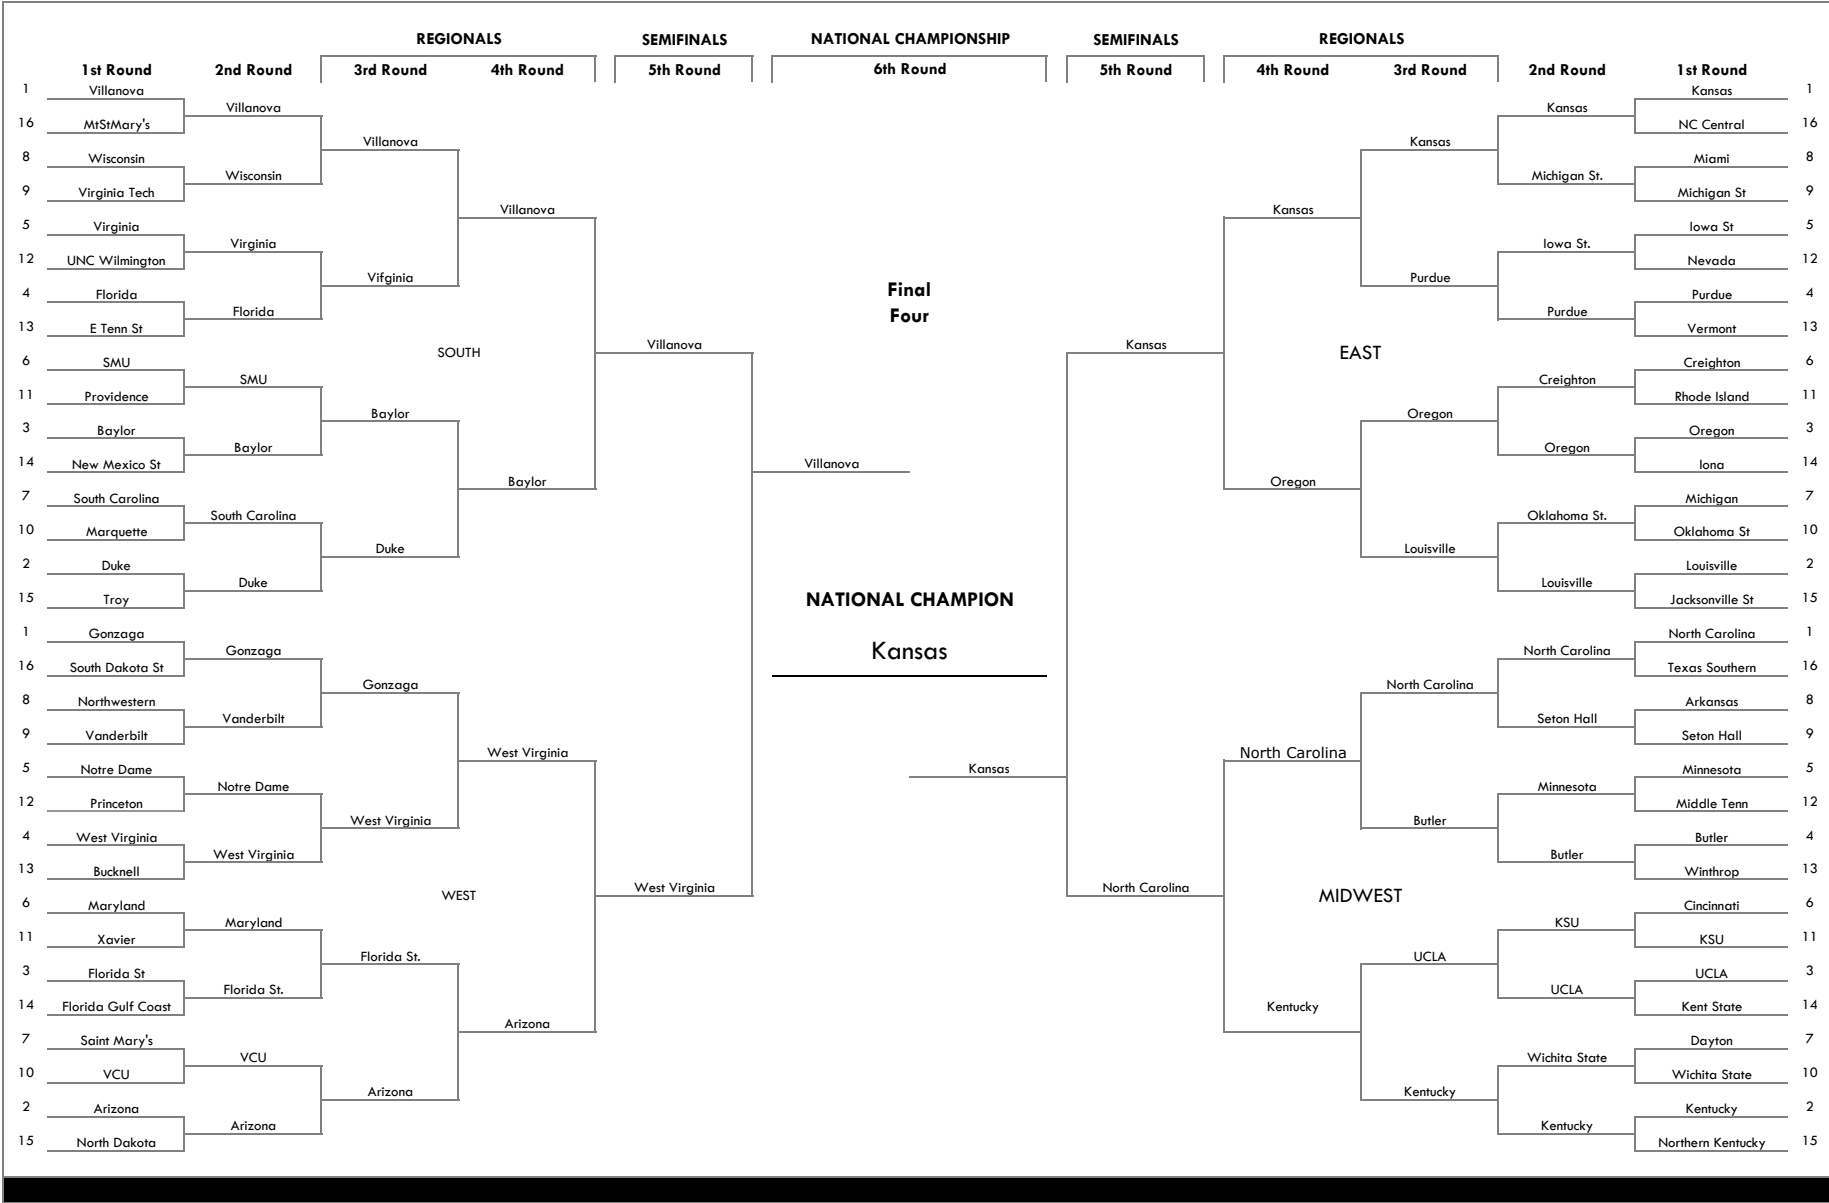 REGIONALS SEMIFINALS NATIONAL CHAMPIONSHIP SEMIFINALS REGIONALS
1st Round 2nd Round 3rd Round 4th Round 5th Round 6th Round 5th Round 4th Round 3rd Round 2nd Round 1st Round
1 Villanova Kansas 1
Villanova Kansas
16 MtStMary's NC Central 16
Villanova Kansas
8 Wisconsin Miami 8
Wisconsin Michigan St.
9 Virginia Tech Michigan St 9
Villanova Kansas
5 Virginia Iowa St 5
Virginia Iowa St.
12 UNC Wilmington Nevada 12
Vifginia Purdue
4 Florida Final Purdue 4
Florida Four Purdue
13 E Tenn St Vermont 13
SOUTH Villanova Kansas EAST
6 SMU Creighton 6
SMU Creighton
11 Providence Rhode Island 11
Baylor Oregon
3 Baylor Oregon 3
Baylor Oregon
14 New Mexico St Villanova Iona 14
Baylor Oregon
7 South Carolina Michigan 7
South Carolina Oklahoma St.
10 Marquette Oklahoma St 10
Duke Louisville
2 Duke Louisville 2
Duke Louisville
15 Troy NATIONAL CHAMPION Jacksonville St 15
1 Gonzaga North Carolina 1
Gonzaga Kansas North Carolina
16 South Dakota St Texas Southern 16
Gonzaga North Carolina
8 Northwestern Arkansas 8
Vanderbilt Seton Hall
9 Vanderbilt Seton Hall 9
West Virginia North Carolina
5 Notre Dame Kansas Minnesota 5
Notre Dame Minnesota
12 Princeton Middle Tenn 12
West Virginia Butler
4 West Virginia Butler 4
West Virginia Butler
13 Bucknell Winthrop 13
WEST West Virginia North Carolina MIDWEST
6 Maryland Cincinnati 6
Maryland KSU
11 Xavier KSU 11
Florida St. UCLA
3 Florida St UCLA 3
Florida St. UCLA
14 Florida Gulf Coast Kentucky Kent State 14
Arizona
7 Saint Mary's Dayton 7
VCU Wichita State
10 VCU Wichita State 10
Arizona Kentucky
2 Arizona Kentucky 2
Arizona Kentucky
15 North Dakota Northern Kentucky 15